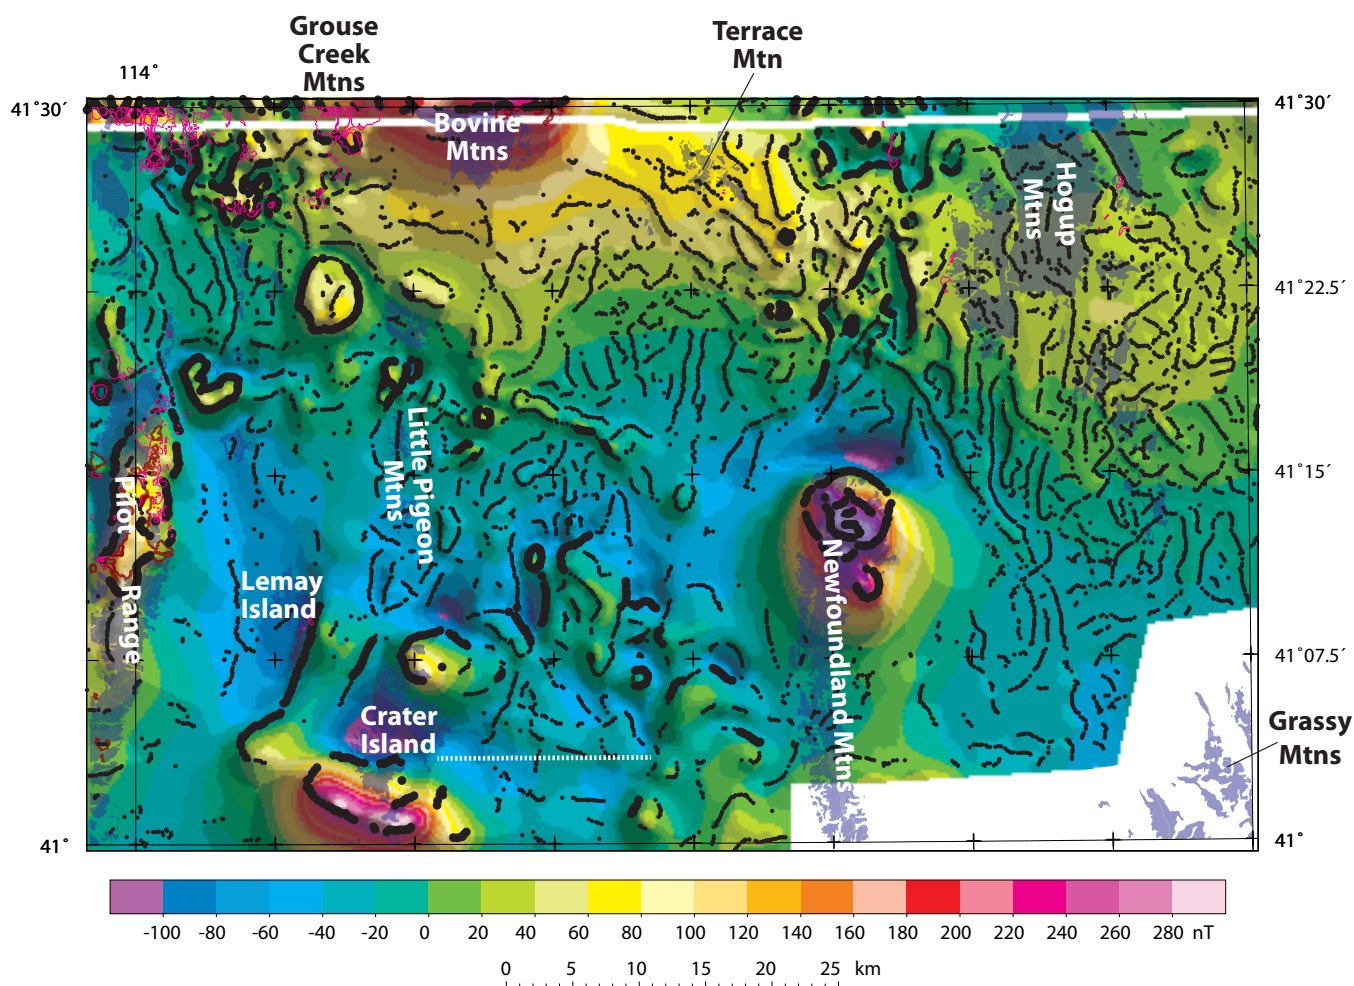 Grouse
Creek
Mtns
Terrace
Mtn
114°
41°30´
41°30´
Bovine
Mtns
Hogup
Mtns
41°22.5´
Little Pigeon
Mtns
41°15´
Pilot Range
Newfoundland Mtns
Lemay
Island
41°07.5´
Crater
Island
Grassy
Mtns
41°
41°
-100 -80 -60 -40 -20 0 20 40 60 80 100 120 140 160 180 200 220 240 260 280 nT
0 5 10 15 20 25 km